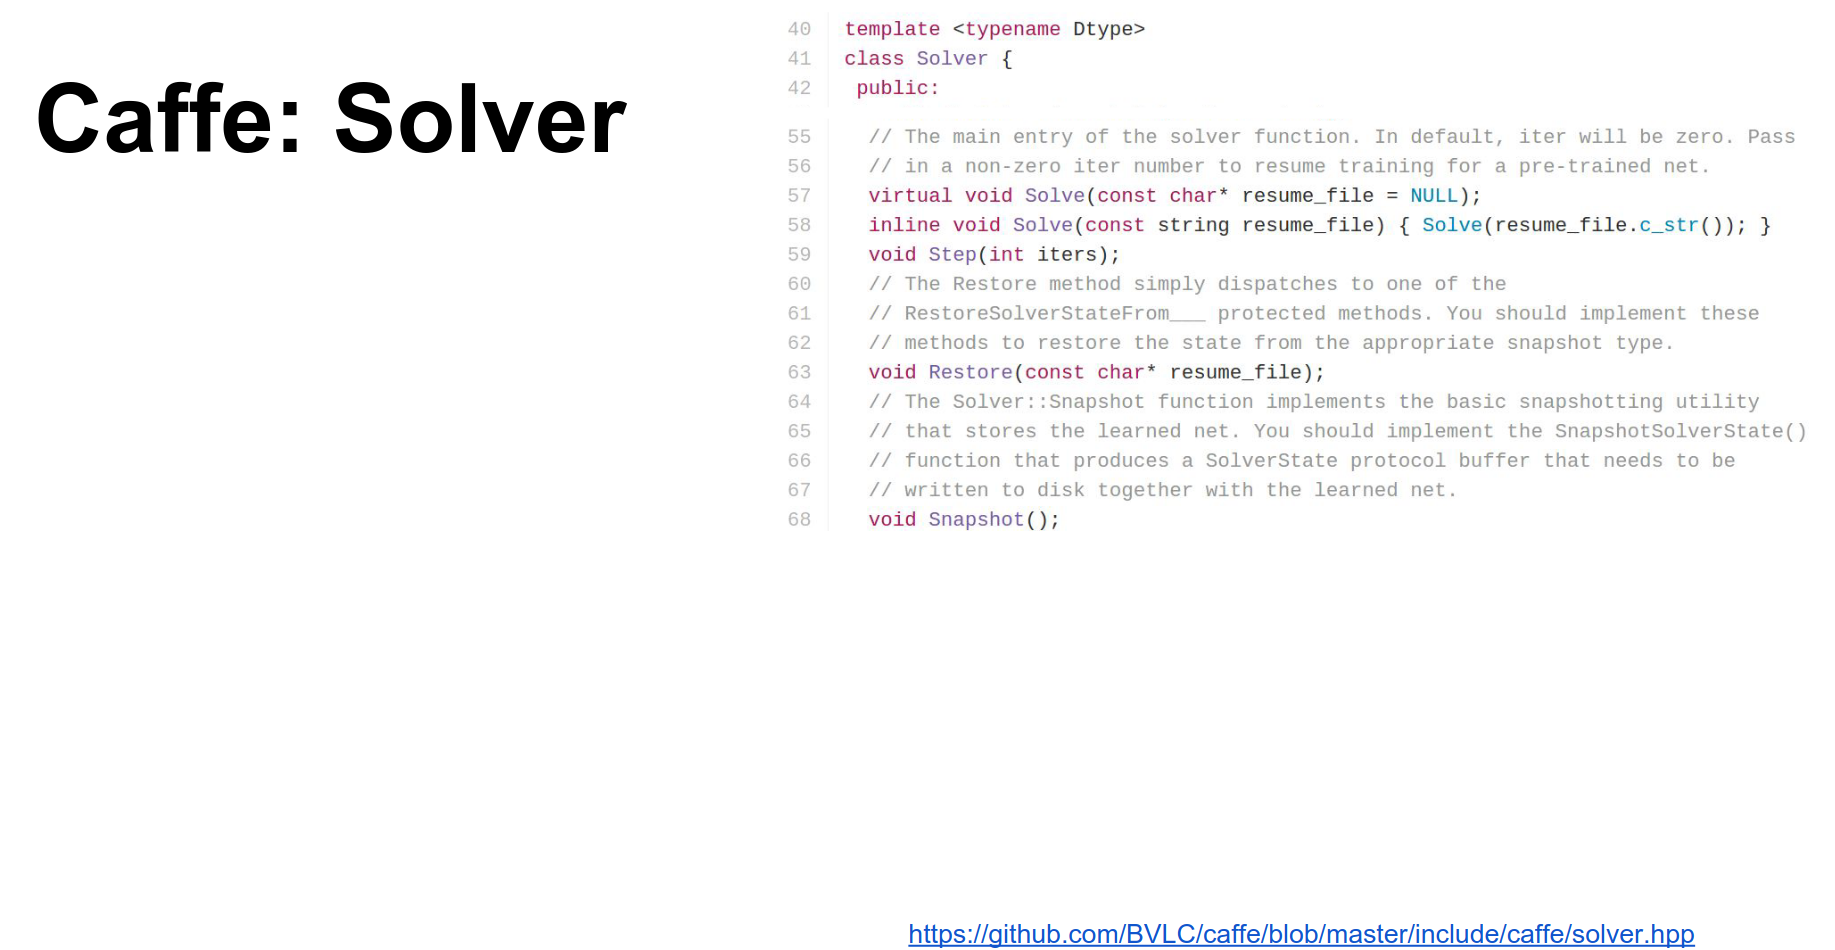 Caffe: Solver
40 template <typename Dtype>
41 class Solver {
42 public:
55 // The main entry of the solver function. In default, iter will be zero. Pass
56 // in a non-zero iter number to resume training for a pre-trained net.
57 virtual void Solve(const char* resume_file = NULL);
58 inline void Solve(const string resume_file) { Solve(resume_file.c_str()); }
59 void Step(int iters);
60 // The Restore method simply dispatches to one of the
61 // RestoreSolverStateFrom___ protected methods. You should implement these
62 // methods to restore the state from the appropriate snapshot type.
63 void Restore(const char* resume_file);
64 // The Solver::Snapshot function implements the basic snapshotting utility
65 // that stores the learned net. You should implement the SnapshotSolverState()
66 // function that produces a SolverState protocol buffer that needs to be
67 // written to disk together with the learned net.
68 void Snapshot();
https://github.com/BVLC/caffe/blob/master/include/caffe/solver.hpp